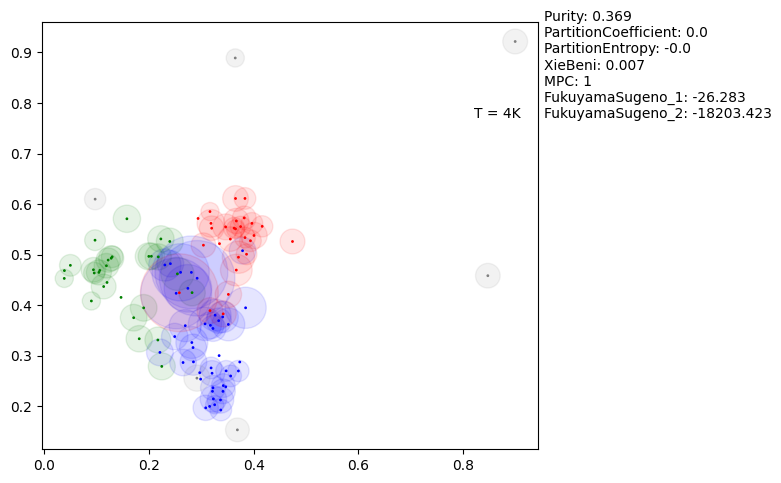 Purity: 0.369
PartitionCoefficient: 0.0
PartitionEntropy: -0.0
XieBeni: 0.007
MPC: 1
FukuyamaSugeno_1: -26.283
FukuyamaSugeno_2: -18203.423
T = 4K
0.9
0.8
0.7
0.6
0.5
0.4
0.3
0.2
0.0 0.2 0.4 0.6 0.8